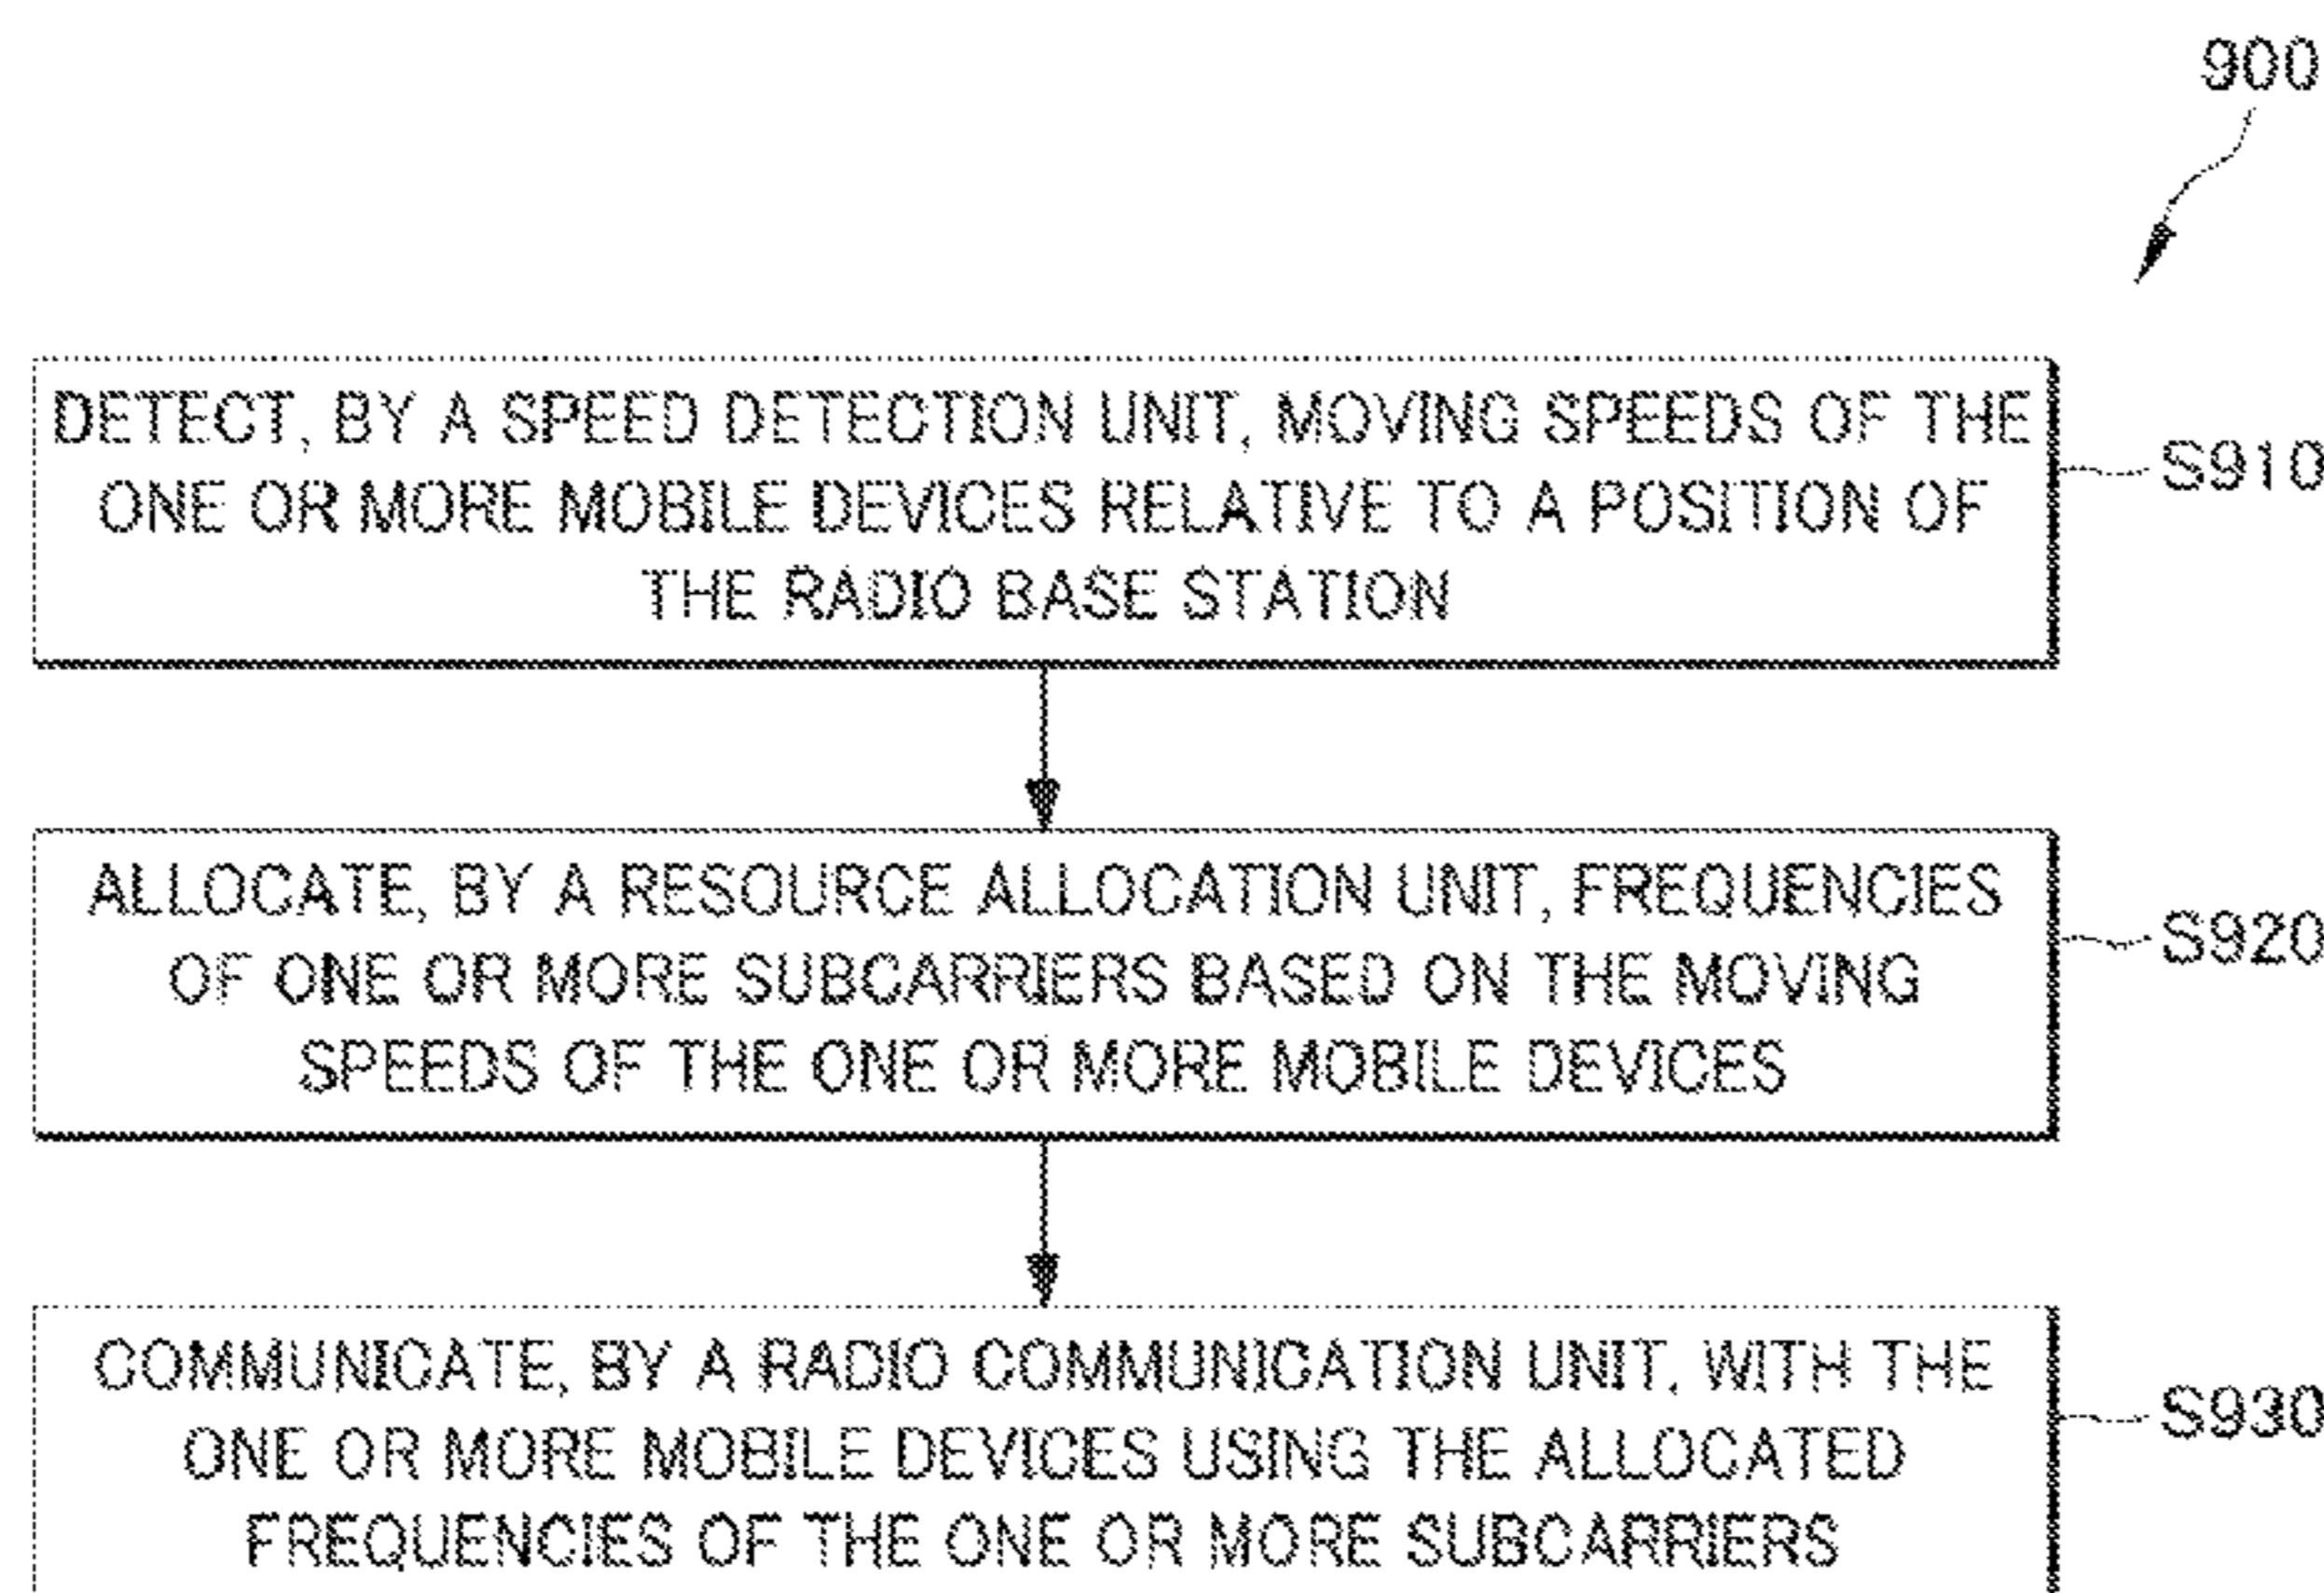 900
DETECT, BY A SPEED DETECTION UNIT, MOVING SPEEDS OF THE
ONE OR MORE MOBILE DEVICES RELATIVE TO A POSITION OF
THE RADIO BASE STATION
S910
ALLOCATE, BY A RESOURCE ALLOCATION UNIT, FREQUENCIES
OF ONE OR MORE SUBCARRIERS BASED ON THE MOVING
SPEEDS OF THE ONE OR MORE MOBILE DEVICES
S920
COMMUNICATE, BY A RADIO COMMUNICATION UNIT, WITH THE
ONE OR MORE MOBILE DEVICES USING THE ALLOCATED
FREQUENCIES OF THE ONE OR MORE SUBCARRIERS
S930